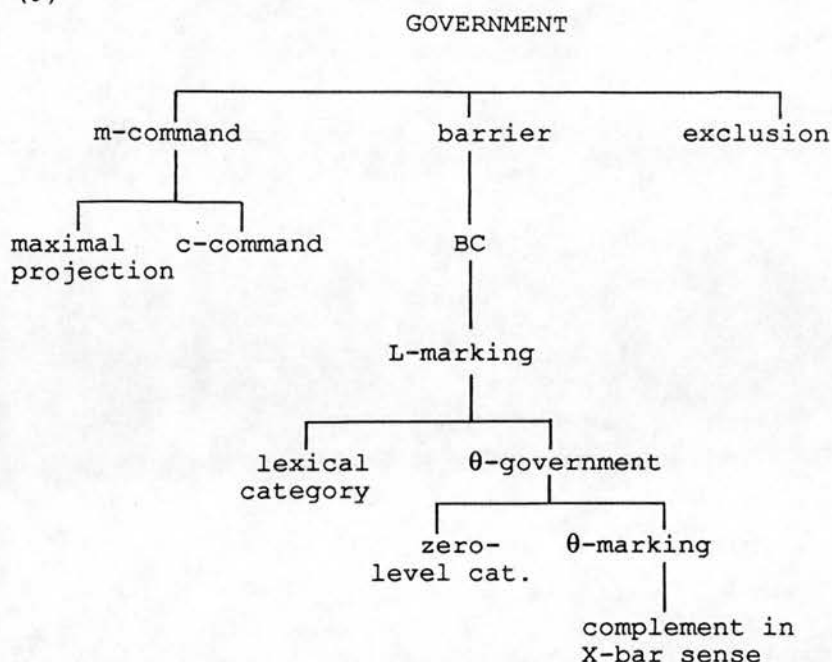 GOVERNMENT
m-command barrier exclusion
maximal c-command BC
projection
L-marking
lexical θ-government
category
zero- θ-marking
level cat.
complement in
X-bar sense